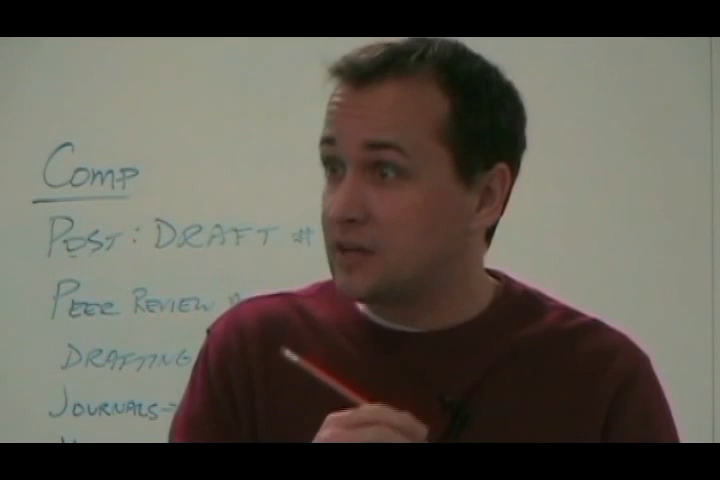 Comp
POST: DRAFT #
PEER REVIEW
DRAFTING
JOURNALS-